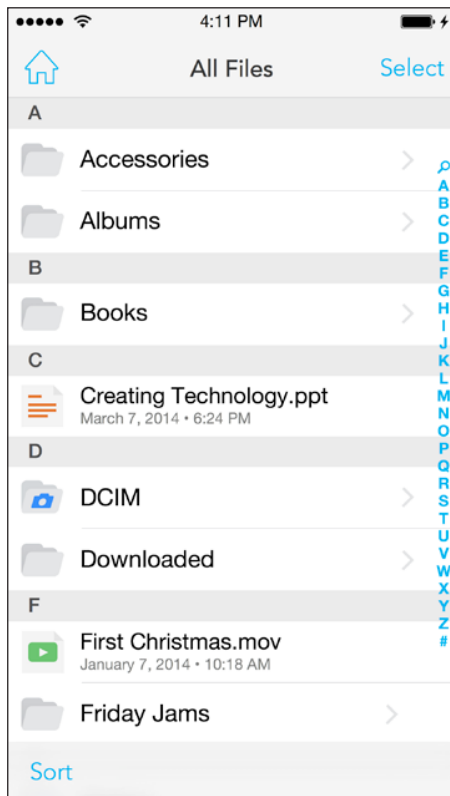 4:11 PM
All Files
Select
A
Accessories
Albums
B
Books
C
Creating Technology.ppt
March 7, 2014 • 6:24 PM
D
DCIM
Downloaded
F
First Christmas.mov
January 7, 2014 • 10:18 AM
Friday Jams
Sort
A
B
C
D
E
F
G
H
I
J
K
L
M
N
O
P
Q
R
S
T
U
V
W
X
Y
Z
#